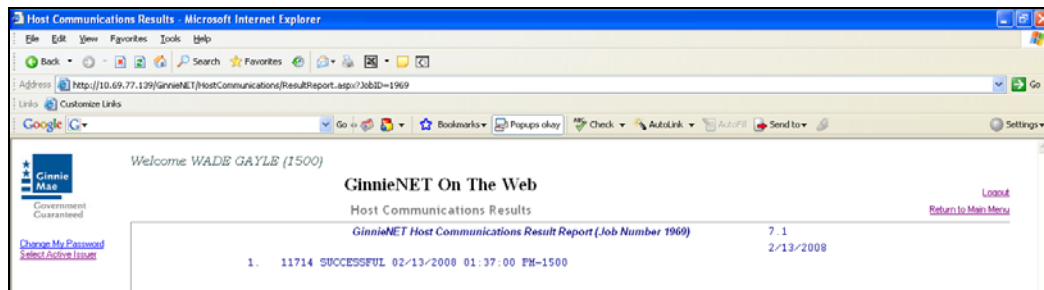 Host Communications Results - Microsoft Internet Explorer
File Edit View Favorites Tools Help
Back Search Favorites
Address http://10.69.77.139/GinnieNET/HostCommunications/ResultReport.aspx?JobID=1969 Go
Links Customize Links
Google G Go Bookmarks Popups okay Check AutoLink AutoFill Send to Settings
Welcome WADE GAYLE (1500)
Ginnie Mae
Government Guaranteed
GinnieNET On The Web
Logout
Host Communications Results
Return to Main Menu
Change My Password
Select Active Issuer
GinnieNET Host Communications Result Report (Job Number 1969) 7.1
2/13/2008
1. 11714 SUCCESSFUL 02/13/2008 01:37:00 PM-1500